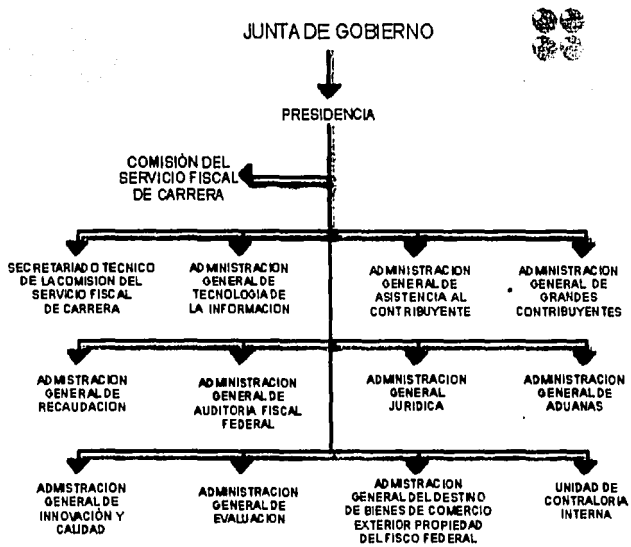 JUNTA DE GOBIERNO
PRESIDENCIA
COMISIÓN DEL
SERVICIO FISCAL
DE CARRERA
SECRETARIADO TECNICO
DE LA COMISION DEL
SERVICIO FISCAL
DE CARRERA
ADMINISTRACION
GENERAL DE
TECNOLOGIA DE
LA INFORMACION
ADMINISTRACION
GENERAL DE
ASISTENCIA AL
CONTRIBUYENTE
ADMINISTRACION
GENERAL DE
GRANDES
CONTRIBUYENTES
ADMISTRACION
GENERAL DE
RECAUDACION
ADMINISTRACION
GENERAL DE
AUDITORIA FISCAL
FEDERAL
ADMINISTRACION
GENERAL
JURIDICA
ADMINISTRACION
GENERAL DE
ADUANAS
ADMISTRACION
GENERAL DE
INNOVACIÓN Y
CALIDAD
ADMINISTRACION
GENERAL DE
EVALUACION
ADMISTRACION
GENERAL DEL DESTINO
DE BIENES DE COMERCIO
EXTERIOR PROPIEDAD
DEL FISCO FEDERAL
UNIDAD DE
CONTRALORIA
INTERNA